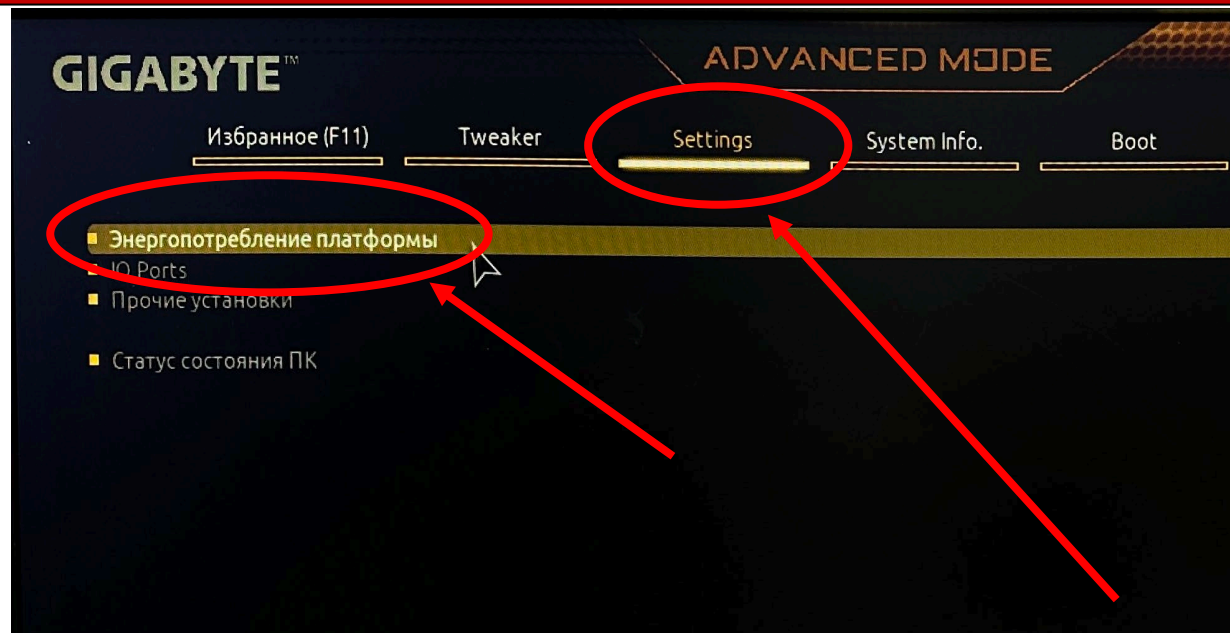 GIGABYTE™
ADVANCED MODE
Избранное (F11) Tweaker Settings System Info. Boot
Энергопотребление платформы
IO Ports
Прочие установки
Статус состояния ПК